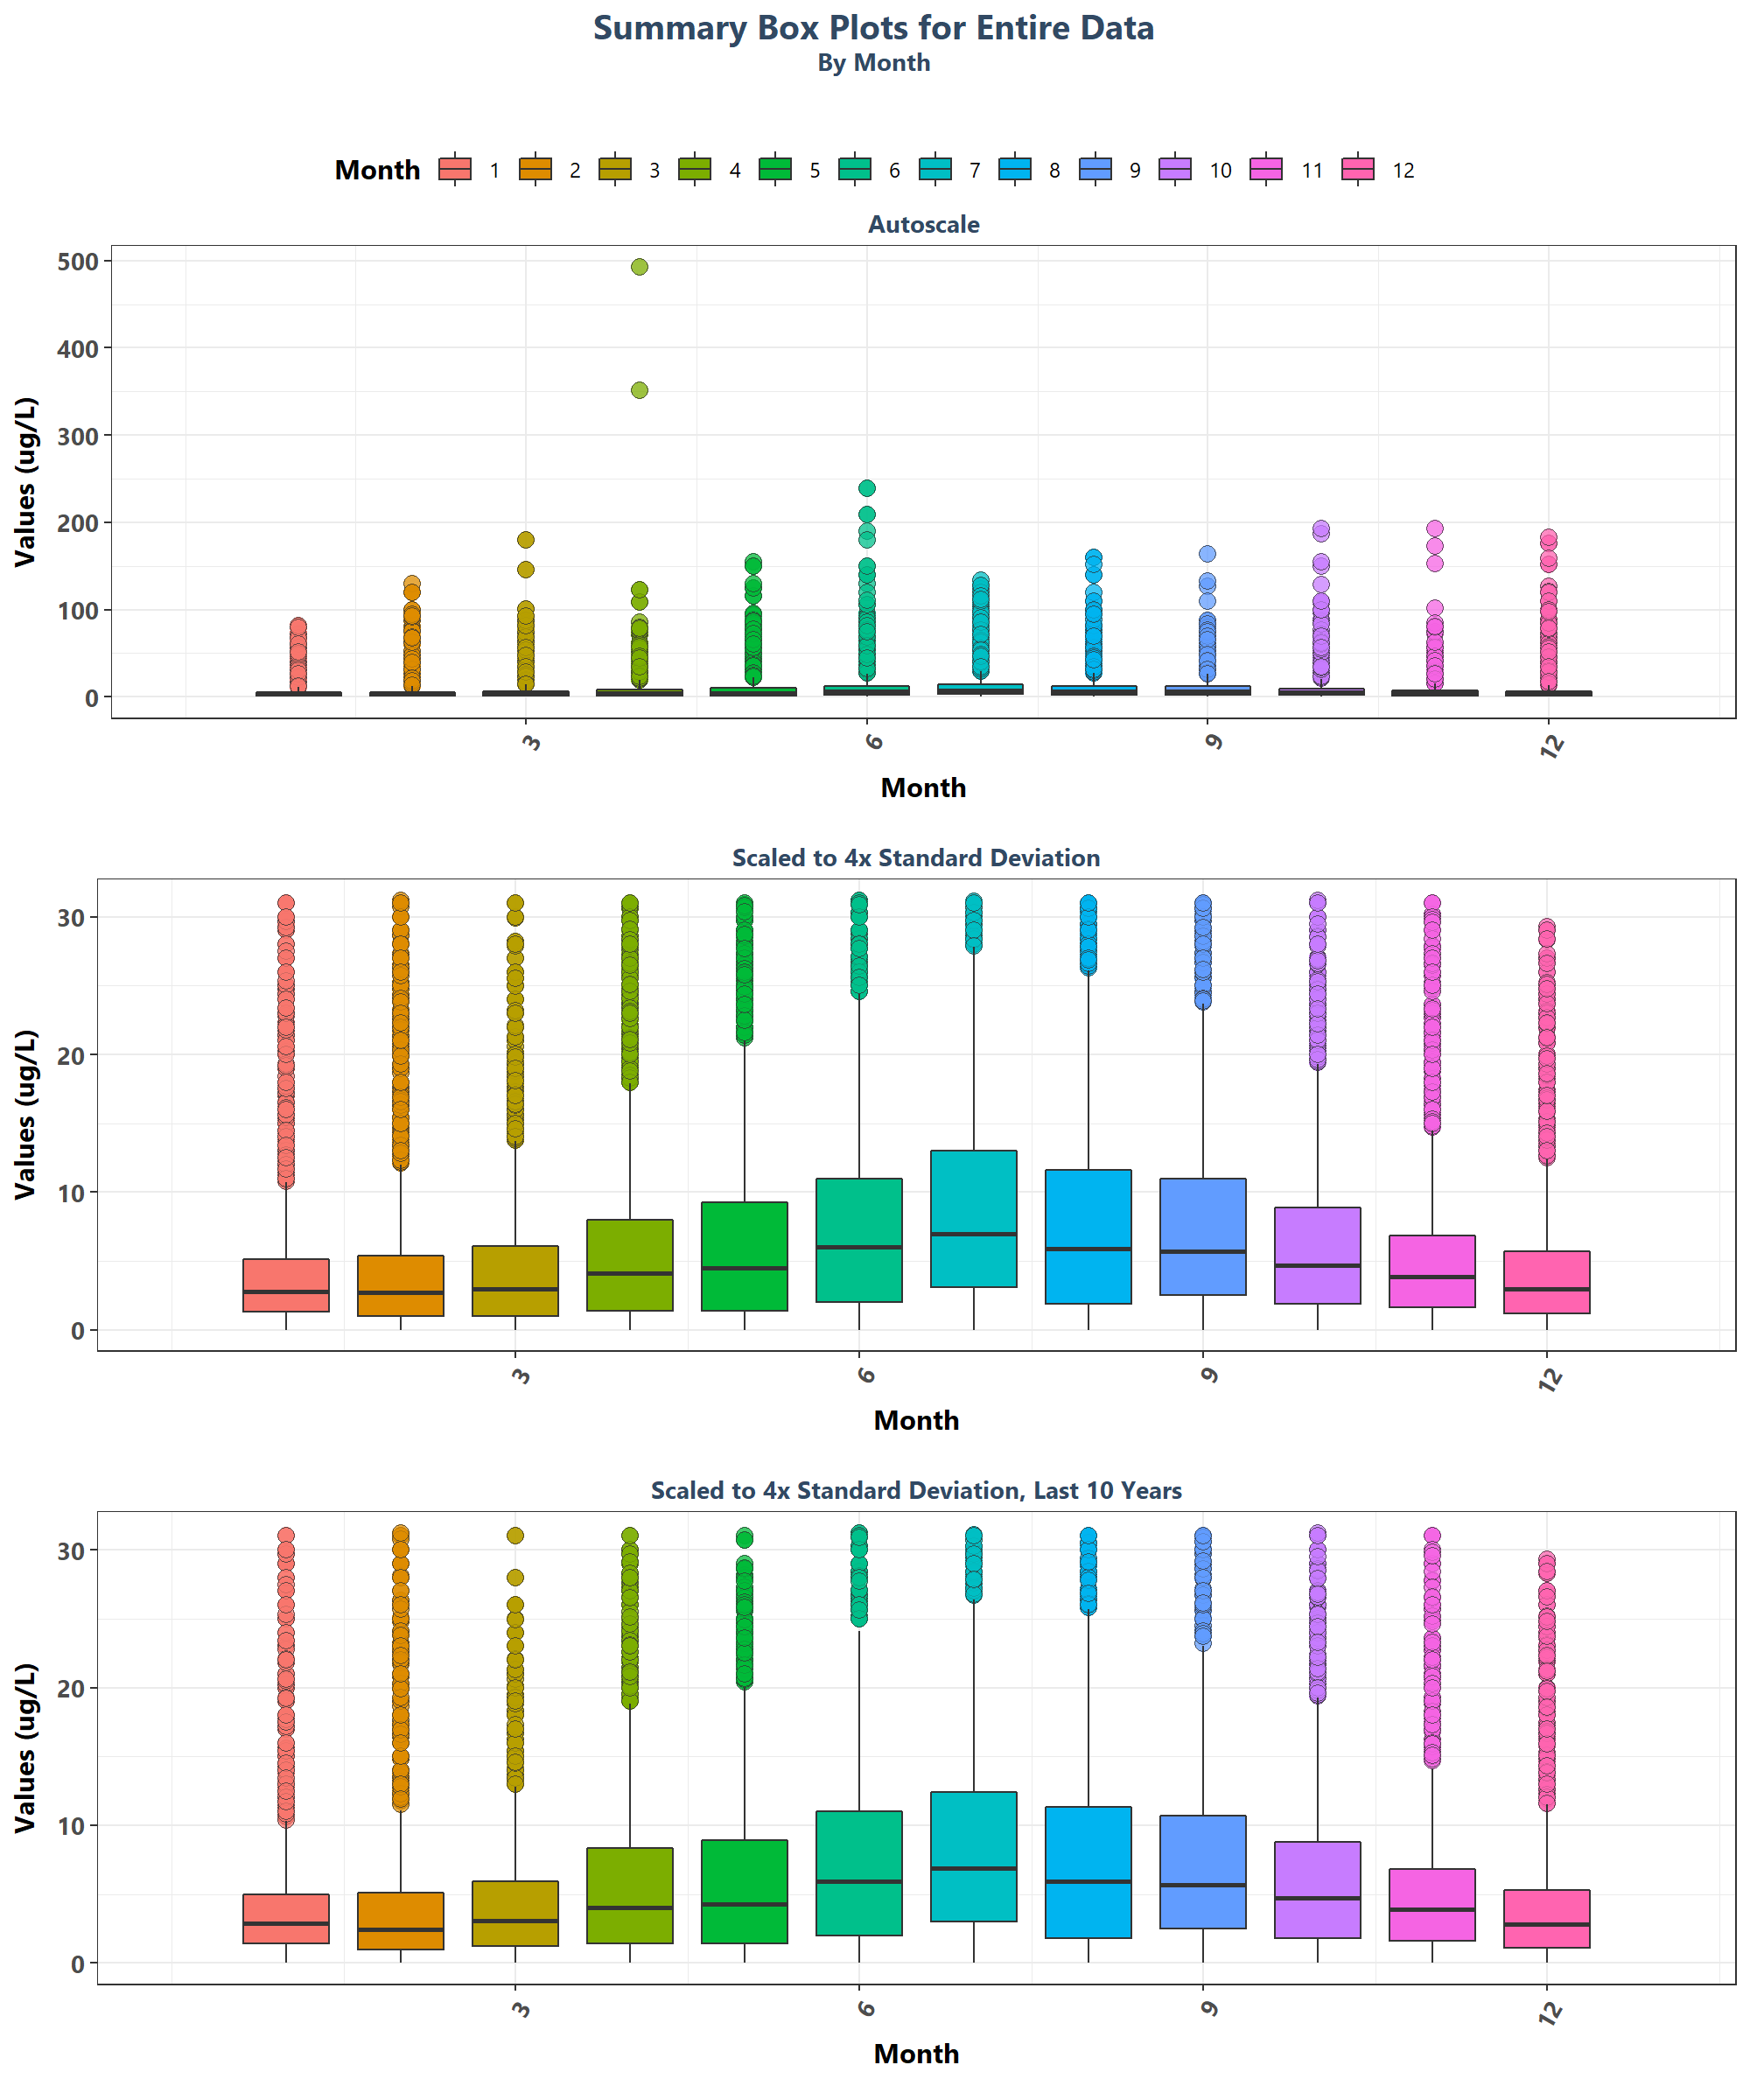 Summary Box Plots for Entire Data
By Month
Month 1 2 3 4 5 6 7 8 9 10 11 12
Autoscale
Values (ug/L)
500
400
300
200
100
0
3 6 9 12
Month
Scaled to 4x Standard Deviation
Values (ug/L)
30
20
10
0
3 6 9 12
Month
Scaled to 4x Standard Deviation, Last 10 Years
Values (ug/L)
30
20
10
0
3 6 9 12
Month